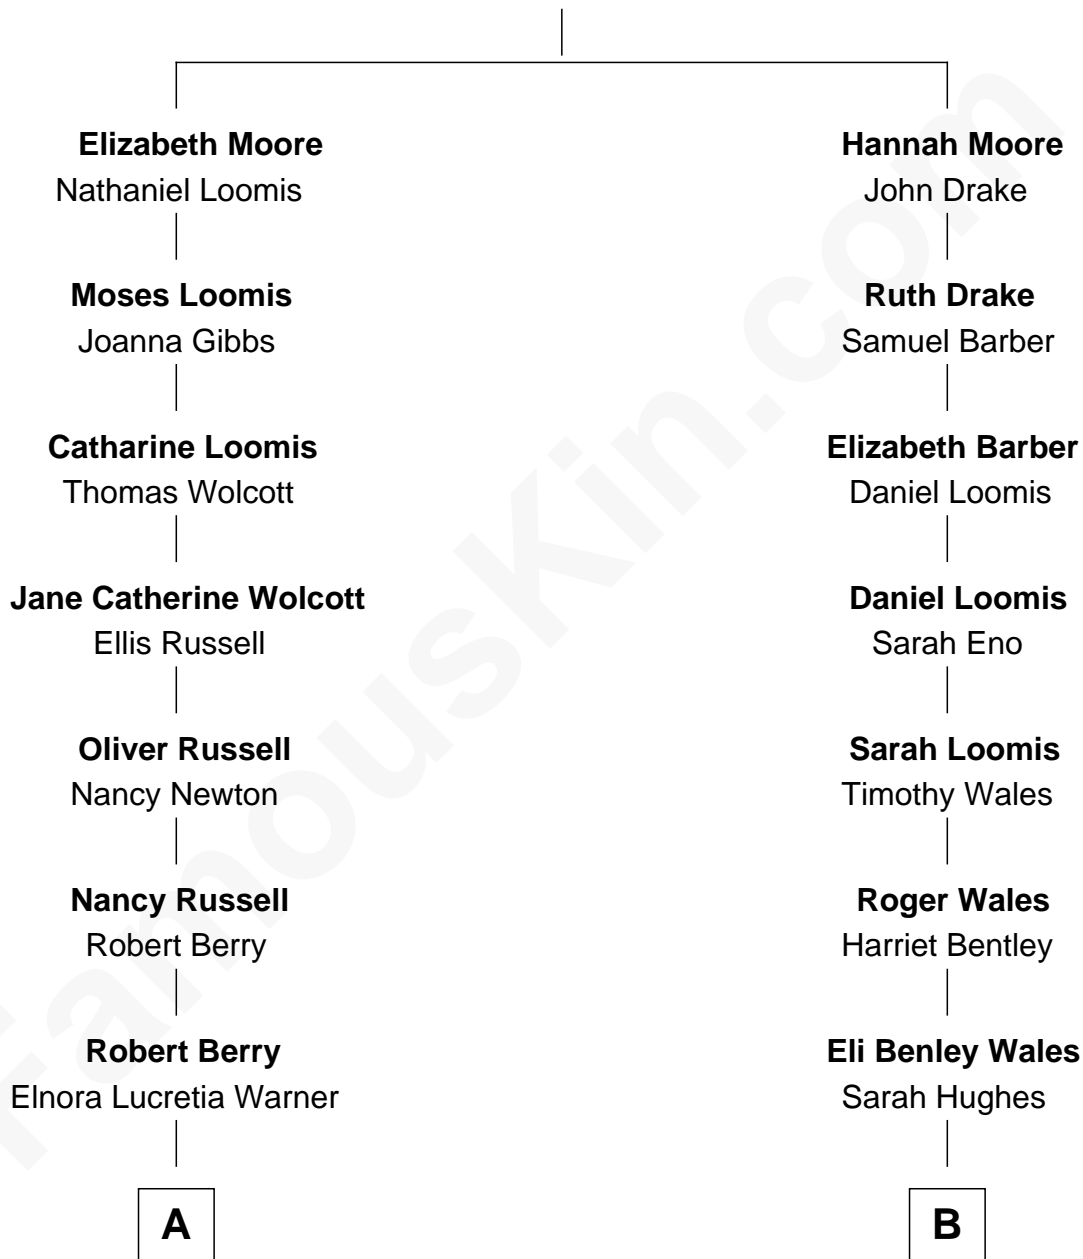 Elizabeth Moore
Nathaniel Loomis
Moses Loomis
Joanna Gibbs
Catharine Loomis
Thomas Wolcott
Jane Catherine Wolcott
Ellis Russell
Oliver Russell
Nancy Newton
Nancy Russell
Robert Berry
Robert Berry
Elnora Lucretia Warner
A
Hannah Moore
John Drake
Ruth Drake
Samuel Barber
Elizabeth Barber
Daniel Loomis
Daniel Loomis
Sarah Eno
Sarah Loomis
Timothy Wales
Roger Wales
Harriet Bentley
Eli Benley Wales
Sarah Hughes
B
FamousKin.com